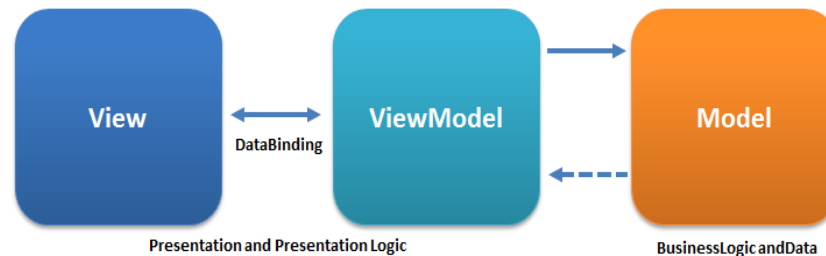 View
ViewModel
Model
DataBinding
Presentation and Presentation Logic
BusinessLogic andData